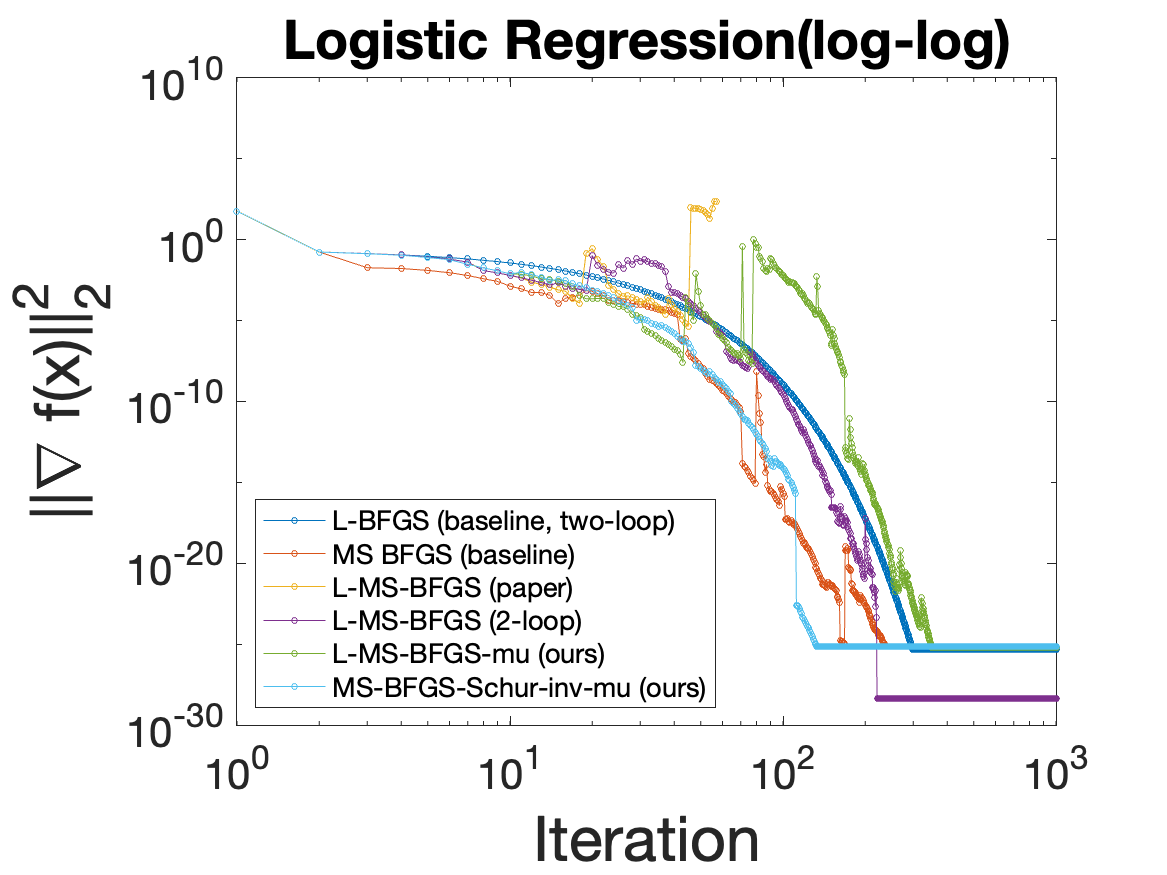 Logistic Regression(log-log)
10^10
10^0
10^-10
10^-20
10^-30
||∇ f(x)||_2^2
L-BFGS (baseline, two-loop)
MS BFGS (baseline)
L-MS-BFGS (paper)
L-MS-BFGS (2-loop)
L-MS-BFGS-mu (ours)
MS-BFGS-Schur-inv-mu (ours)
10^0 10^1 10^2 10^3
Iteration